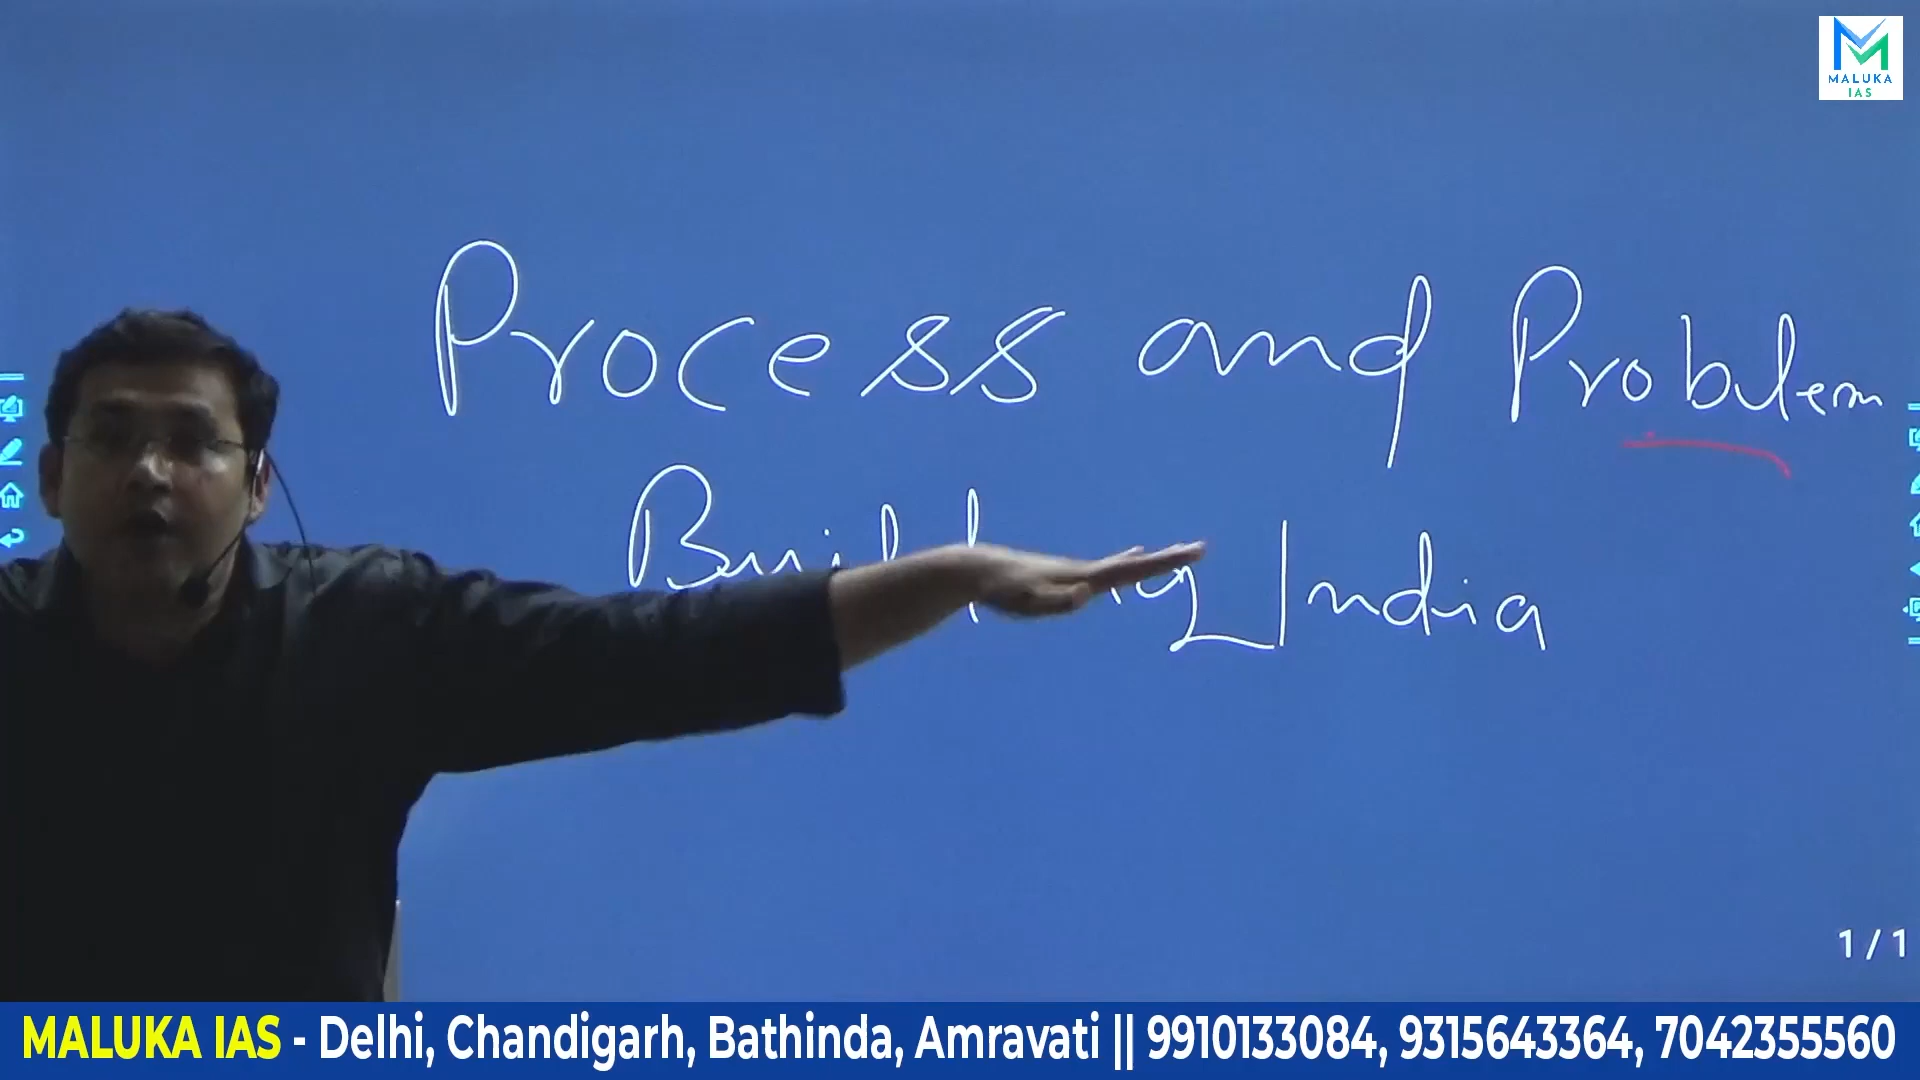 MALUKA
IAS
Process and Problem
India
1/1
MALUKA IAS - Delhi, Chandigarh, Bathinda, Amravati || 9910133084, 9315643364, 7042355560